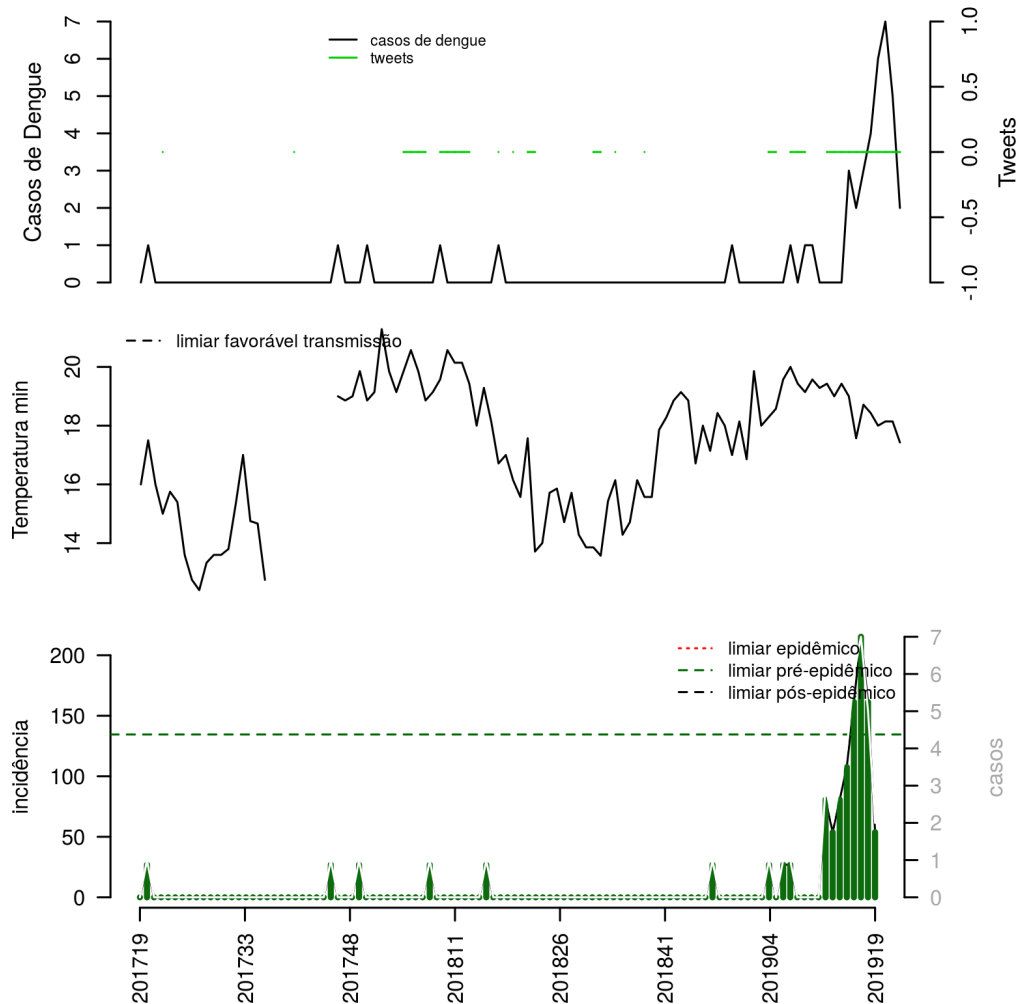 casos de dengue
tweets
Casos de Dengue
0 1 2 3 4 5 6 7
Tweets
-1.0 -0.5 0.0 0.5 1.0
limiar favorável transmissão
Temperatura min
14 16 18 20
limiar epidêmico
limiar pré-epidêmico
limiar pós-epidêmico
incidência
0 50 100 150 200
casos
0 1 2 3 4 5 6 7
201719 201733 201748 201811 201826 201841 201904 201919